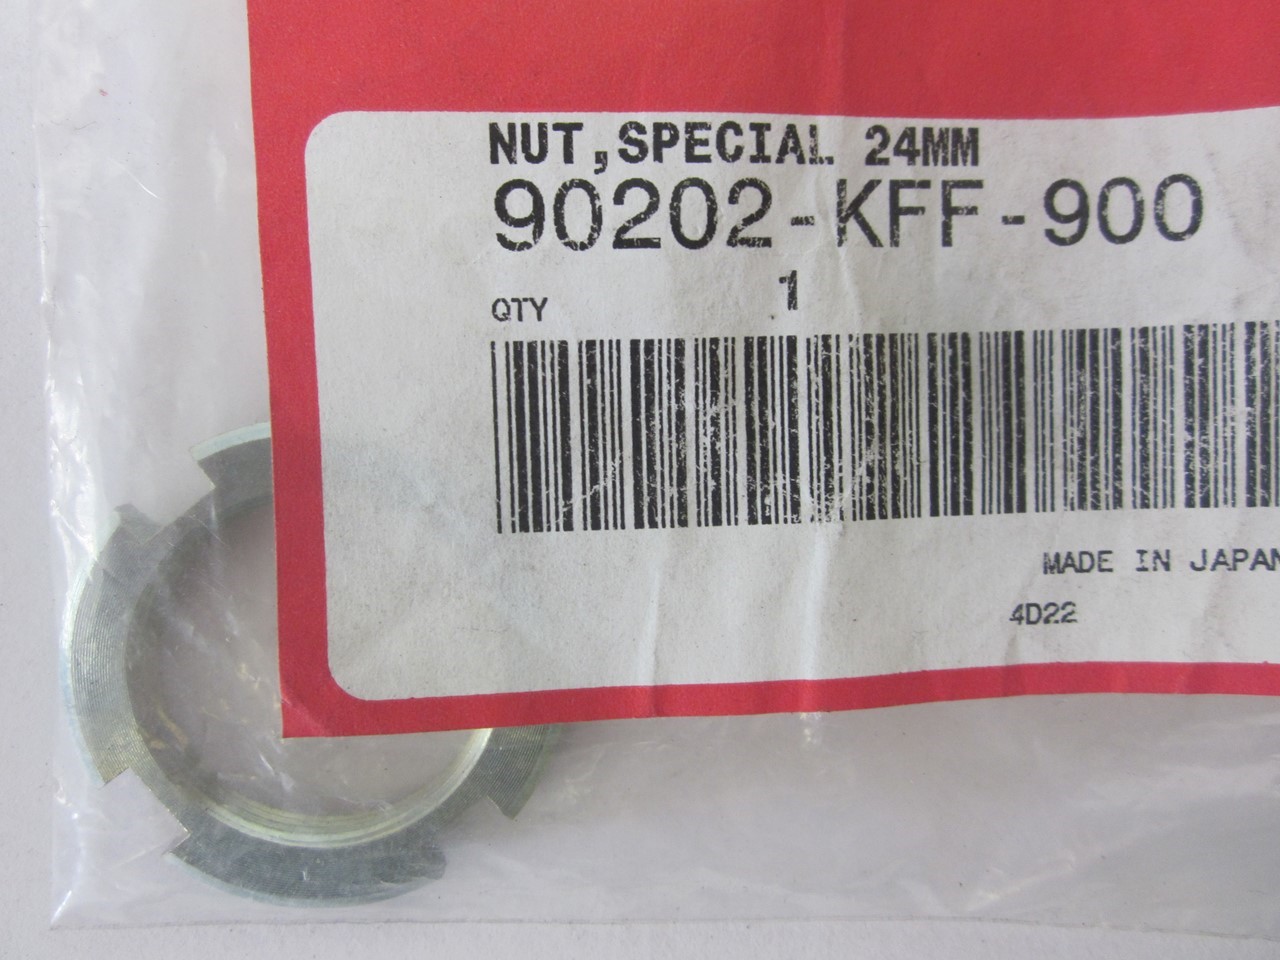 NUT,SPECIAL 24MM
90202-KFF-900
QTY 1
MADE IN JAPAN
4D22